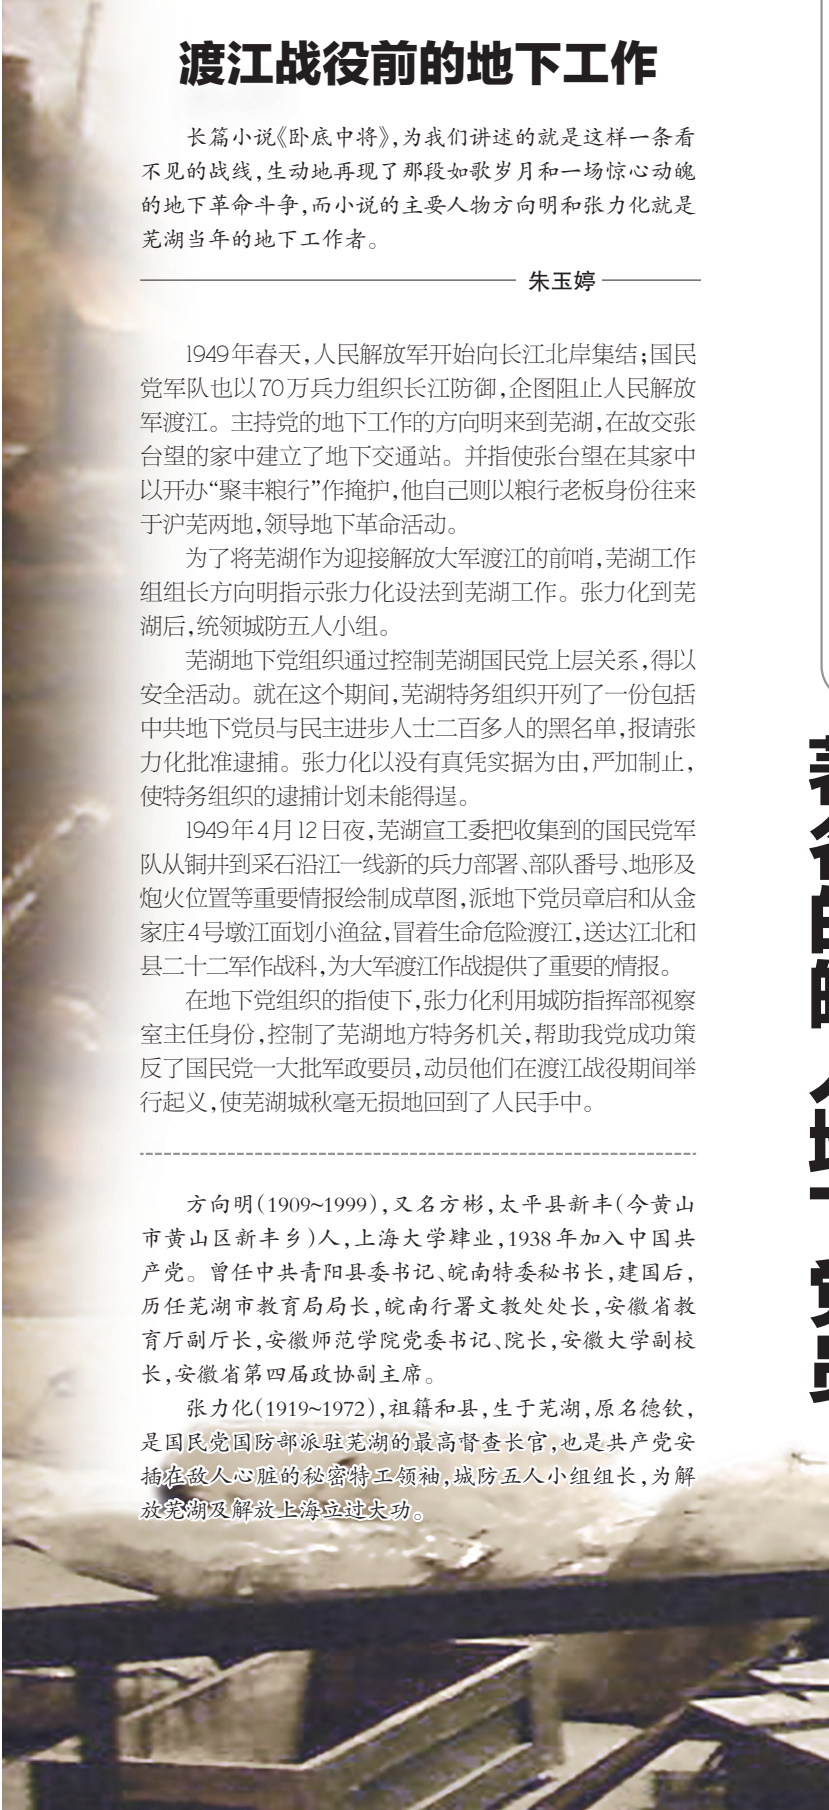 渡江战役前的地下工作
长篇小说《卧底中将》,为我们讲述的就是这样一条看
不见的战线,生动地再现了那段如歌岁月和一场惊心动魄
的地下革命斗争,而小说的主要人物方向明和张力化就是
芜湖当年的地下工作者。
朱玉婷
1949年春天,人民解放军开始向长江北岸集结;国民
党军队也以70万兵力组织长江防御,企图阻止人民解放
军渡江。主持党的地下工作的方向明来到芜湖,在故交张
台望的家中建立了地下交通站。并指使张台望在其家中
以开办“聚丰粮行”作掩护,他自己则以粮行老板身份往来
于沪芜两地,领导地下革命活动。
为了将芜湖作为迎接解放大军渡江的前哨,芜湖工作
组组长方向明指示张力化设法到芜湖工作。张力化到芜
湖后,统领城防五人小组。
芜湖地下党组织通过控制芜湖国民党上层关系,得以
安全活动。就在这个期间,芜湖特务组织开列了一份包括
中共地下党员与民主进步人士二百多人的黑名单,报请张
力化批准逮捕。张力化以没有真凭实据为由,严加制止,
使特务组织的逮捕计划未能得逞。
1949年4月12日夜,芜湖宣工委把收集到的国民党军
队从铜井到采石沿江一线新的兵力部署、部队番号、地形及
炮火位置等重要情报绘制成草图,派地下党员章启和从金
家庄4号墩江面划小渔盆,冒着生命危险渡江,送达江北和
县二十二军作战科,为大军渡江作战提供了重要的情报。
在地下党组织的指使下,张力化利用城防指挥部视察
室主任身份,控制了芜湖地方特务机关,帮助我党成功策
反了国民党一大批军政要员,动员他们在渡江战役期间举
行起义,使芜湖城秋毫无损地回到了人民手中。
方向明(1909~1999),又名方彬,太平县新丰(今黄山
市黄山区新丰乡)人,上海大学肄业,1938年加入中国共
产党。曾任中共青阳县委书记、皖南特委秘书长,建国后,
历任芜湖市教育局局长,皖南行署文教处处长,安徽省教
育厅副厅长,安徽师范学院党委书记、院长,安徽大学副校
长,安徽省第四届政协副主席。
张力化(1919~1972),祖籍和县,生于芜湖,原名德钦,
是国民党国防部派驻芜湖的最高督查长官,也是共产党安
插在敌人心脏的秘密特工领袖,城防五人小组组长,为解
放芜湖及解放上海立过大功。